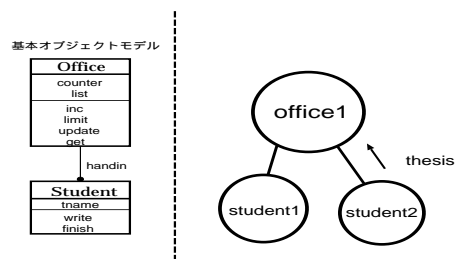 基本オブジェクトモデル
Office
counter
list
inc
limit
update
get
handin
Student
tname
write
finish
office1
thesis
student1
student2